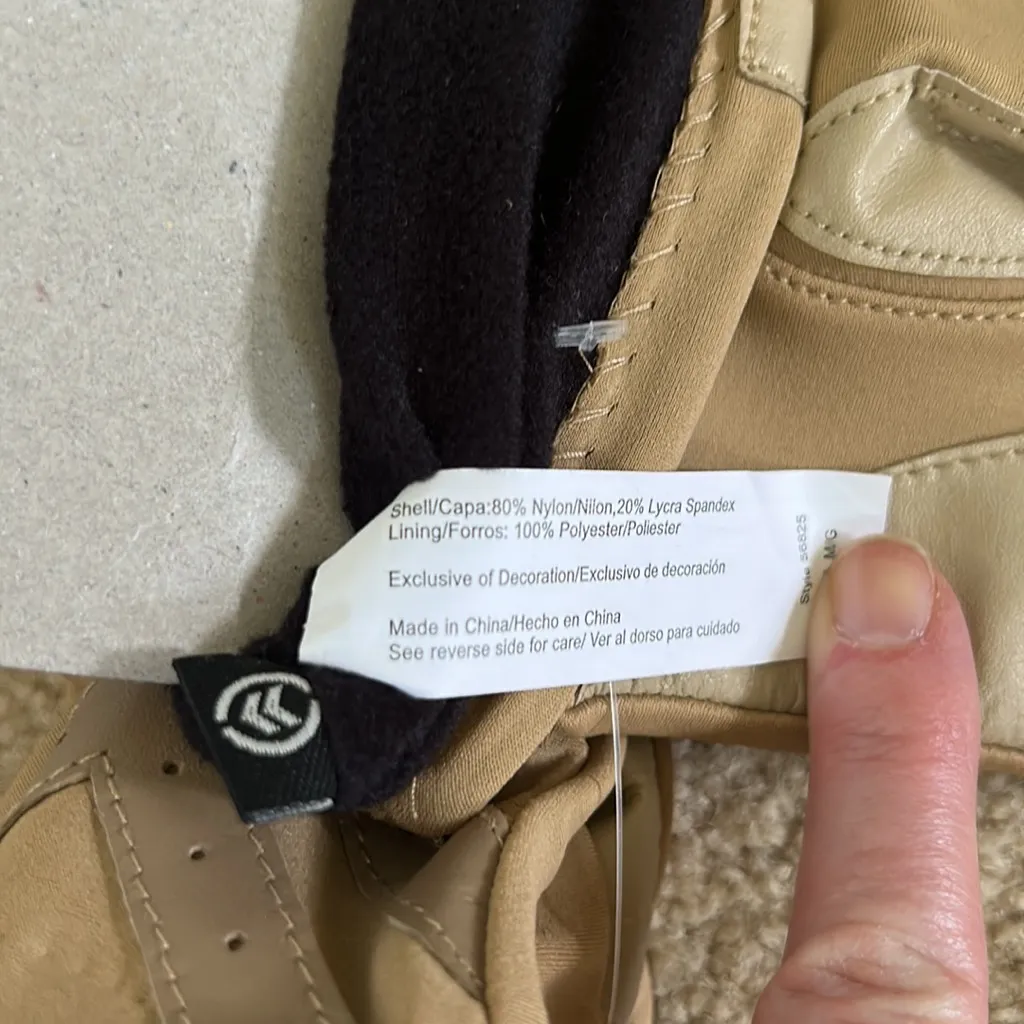 Shell/Capa:80% Nylon/Nilon,20% Lycra Spandex
Lining/Forros: 100% Polyester/Poliester
Exclusive of Decoration/Exclusivo de decoración
Made in China/Hecho en China
See reverse side for care/ Ver al dorso para cuidado
Style 56825
M G